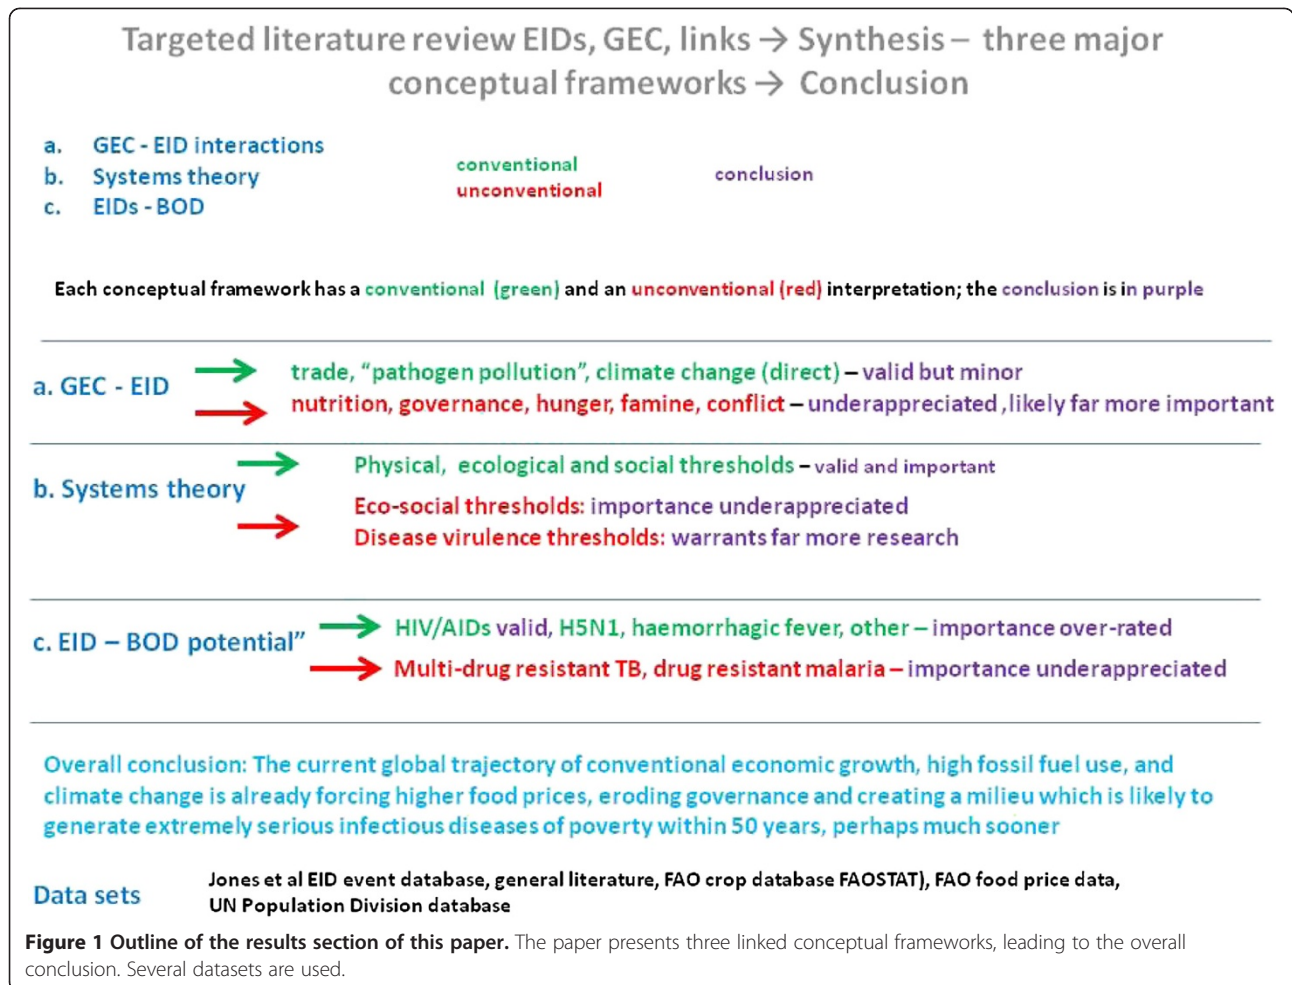 Targeted literature review EIDs, GEC, links → Synthesis – three major
conceptual frameworks → Conclusion
a. GEC - EID interactions
b. Systems theory
c. EIDs - BOD
conventional
unconventional
conclusion
Each conceptual framework has a conventional (green) and an unconventional (red) interpretation; the conclusion is in purple
a. GEC - EID
trade, “pathogen pollution”, climate change (direct) – valid but minor
nutrition, governance, hunger, famine, conflict – underappreciated ,likely far more important
b. Systems theory
Physical, ecological and social thresholds – valid and important
Eco-social thresholds: importance underappreciated
Disease virulence thresholds: warrants far more research
c. EID – BOD potential”
HIV/AIDs valid, H5N1, haemorrhagic fever, other – importance over-rated
Multi-drug resistant TB, drug resistant malaria – importance underappreciated
Overall conclusion: The current global trajectory of conventional economic growth, high fossil fuel use, and
climate change is already forcing higher food prices, eroding governance and creating a milieu which is likely to
generate extremely serious infectious diseases of poverty within 50 years, perhaps much sooner
Data sets
Jones et al EID event database, general literature, FAO crop database FAOSTAT), FAO food price data,
UN Population Division database
Figure 1 Outline of the results section of this paper. The paper presents three linked conceptual frameworks, leading to the overall
conclusion. Several datasets are used.